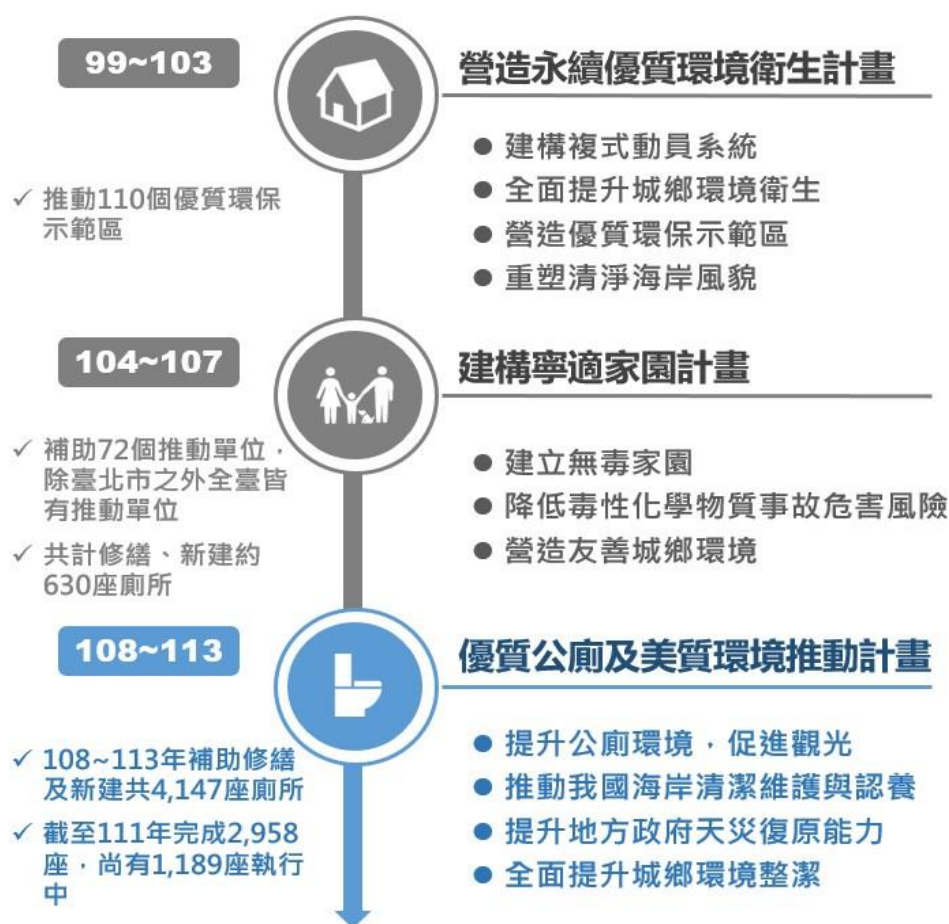 99~103
營造永續優質環境衛生計畫
● 建構複式動員系統
● 全面提升城鄉環境衛生
● 營造優質環保示範區
● 重塑清淨海岸風貌
✓ 推動110個優質環保
示範區
104~107
建構寧適家園計畫
● 建立無毒家園
● 降低毒性化學物質事故危害風險
● 營造友善城鄉環境
✓ 補助72個推動單位，
除臺北市之外全臺皆
有推動單位
✓ 共計修繕、新建約
630座廁所
108~113
優質公廁及美質環境推動計畫
● 提升公廁環境，促進觀光
● 推動我國海岸清潔維護與認養
● 提升地方政府天災復原能力
● 全面提升城鄉環境整潔
✓ 108~113年補助修繕
及新建共4,147座廁所
✓ 截至111年完成2,958
座，尚有1,189座執行
中